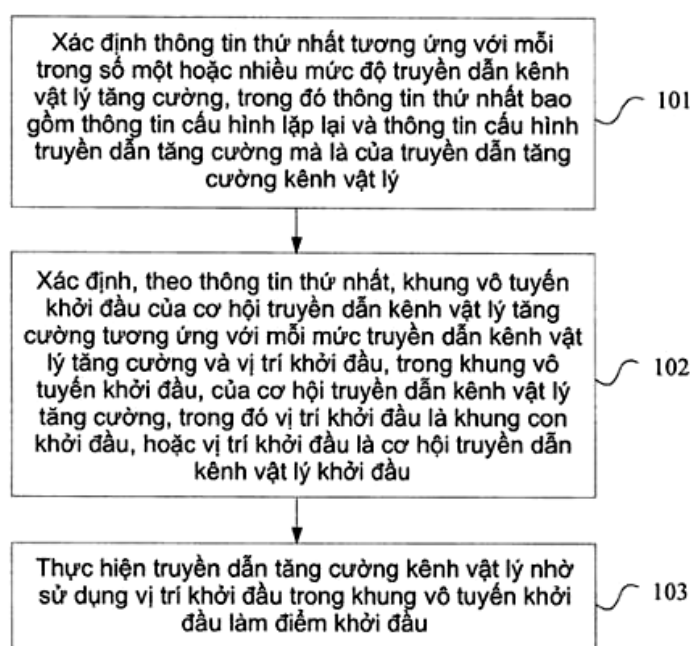 Xác định thông tin thứ nhất tương ứng với mỗi
trong số một hoặc nhiều mức độ truyền dẫn kênh
vật lý tăng cường, trong đó thông tin thứ nhất bao
gồm thông tin cấu hình lặp lại và thông tin cấu hình
truyền dẫn tăng cường mà là của truyền dẫn tăng
cường kênh vật lý
101
Xác định, theo thông tin thứ nhất, khung vô tuyến
khởi đầu của cơ hội truyền dẫn kênh vật lý tăng
cường tương ứng với mỗi mức truyền dẫn kênh vật
lý tăng cường và vị trí khởi đầu, trong khung vô
tuyến khởi đầu, của cơ hội truyền dẫn kênh vật lý
tăng cường, trong đó vị trí khởi đầu là khung con
khởi đầu, hoặc vị trí khởi đầu là cơ hội truyền dẫn
kênh vật lý khởi đầu
102
Thực hiện truyền dẫn tăng cường kênh vật lý nhờ
sử dụng vị trí khởi đầu trong khung vô tuyến khởi
đầu làm điểm khởi đầu
103